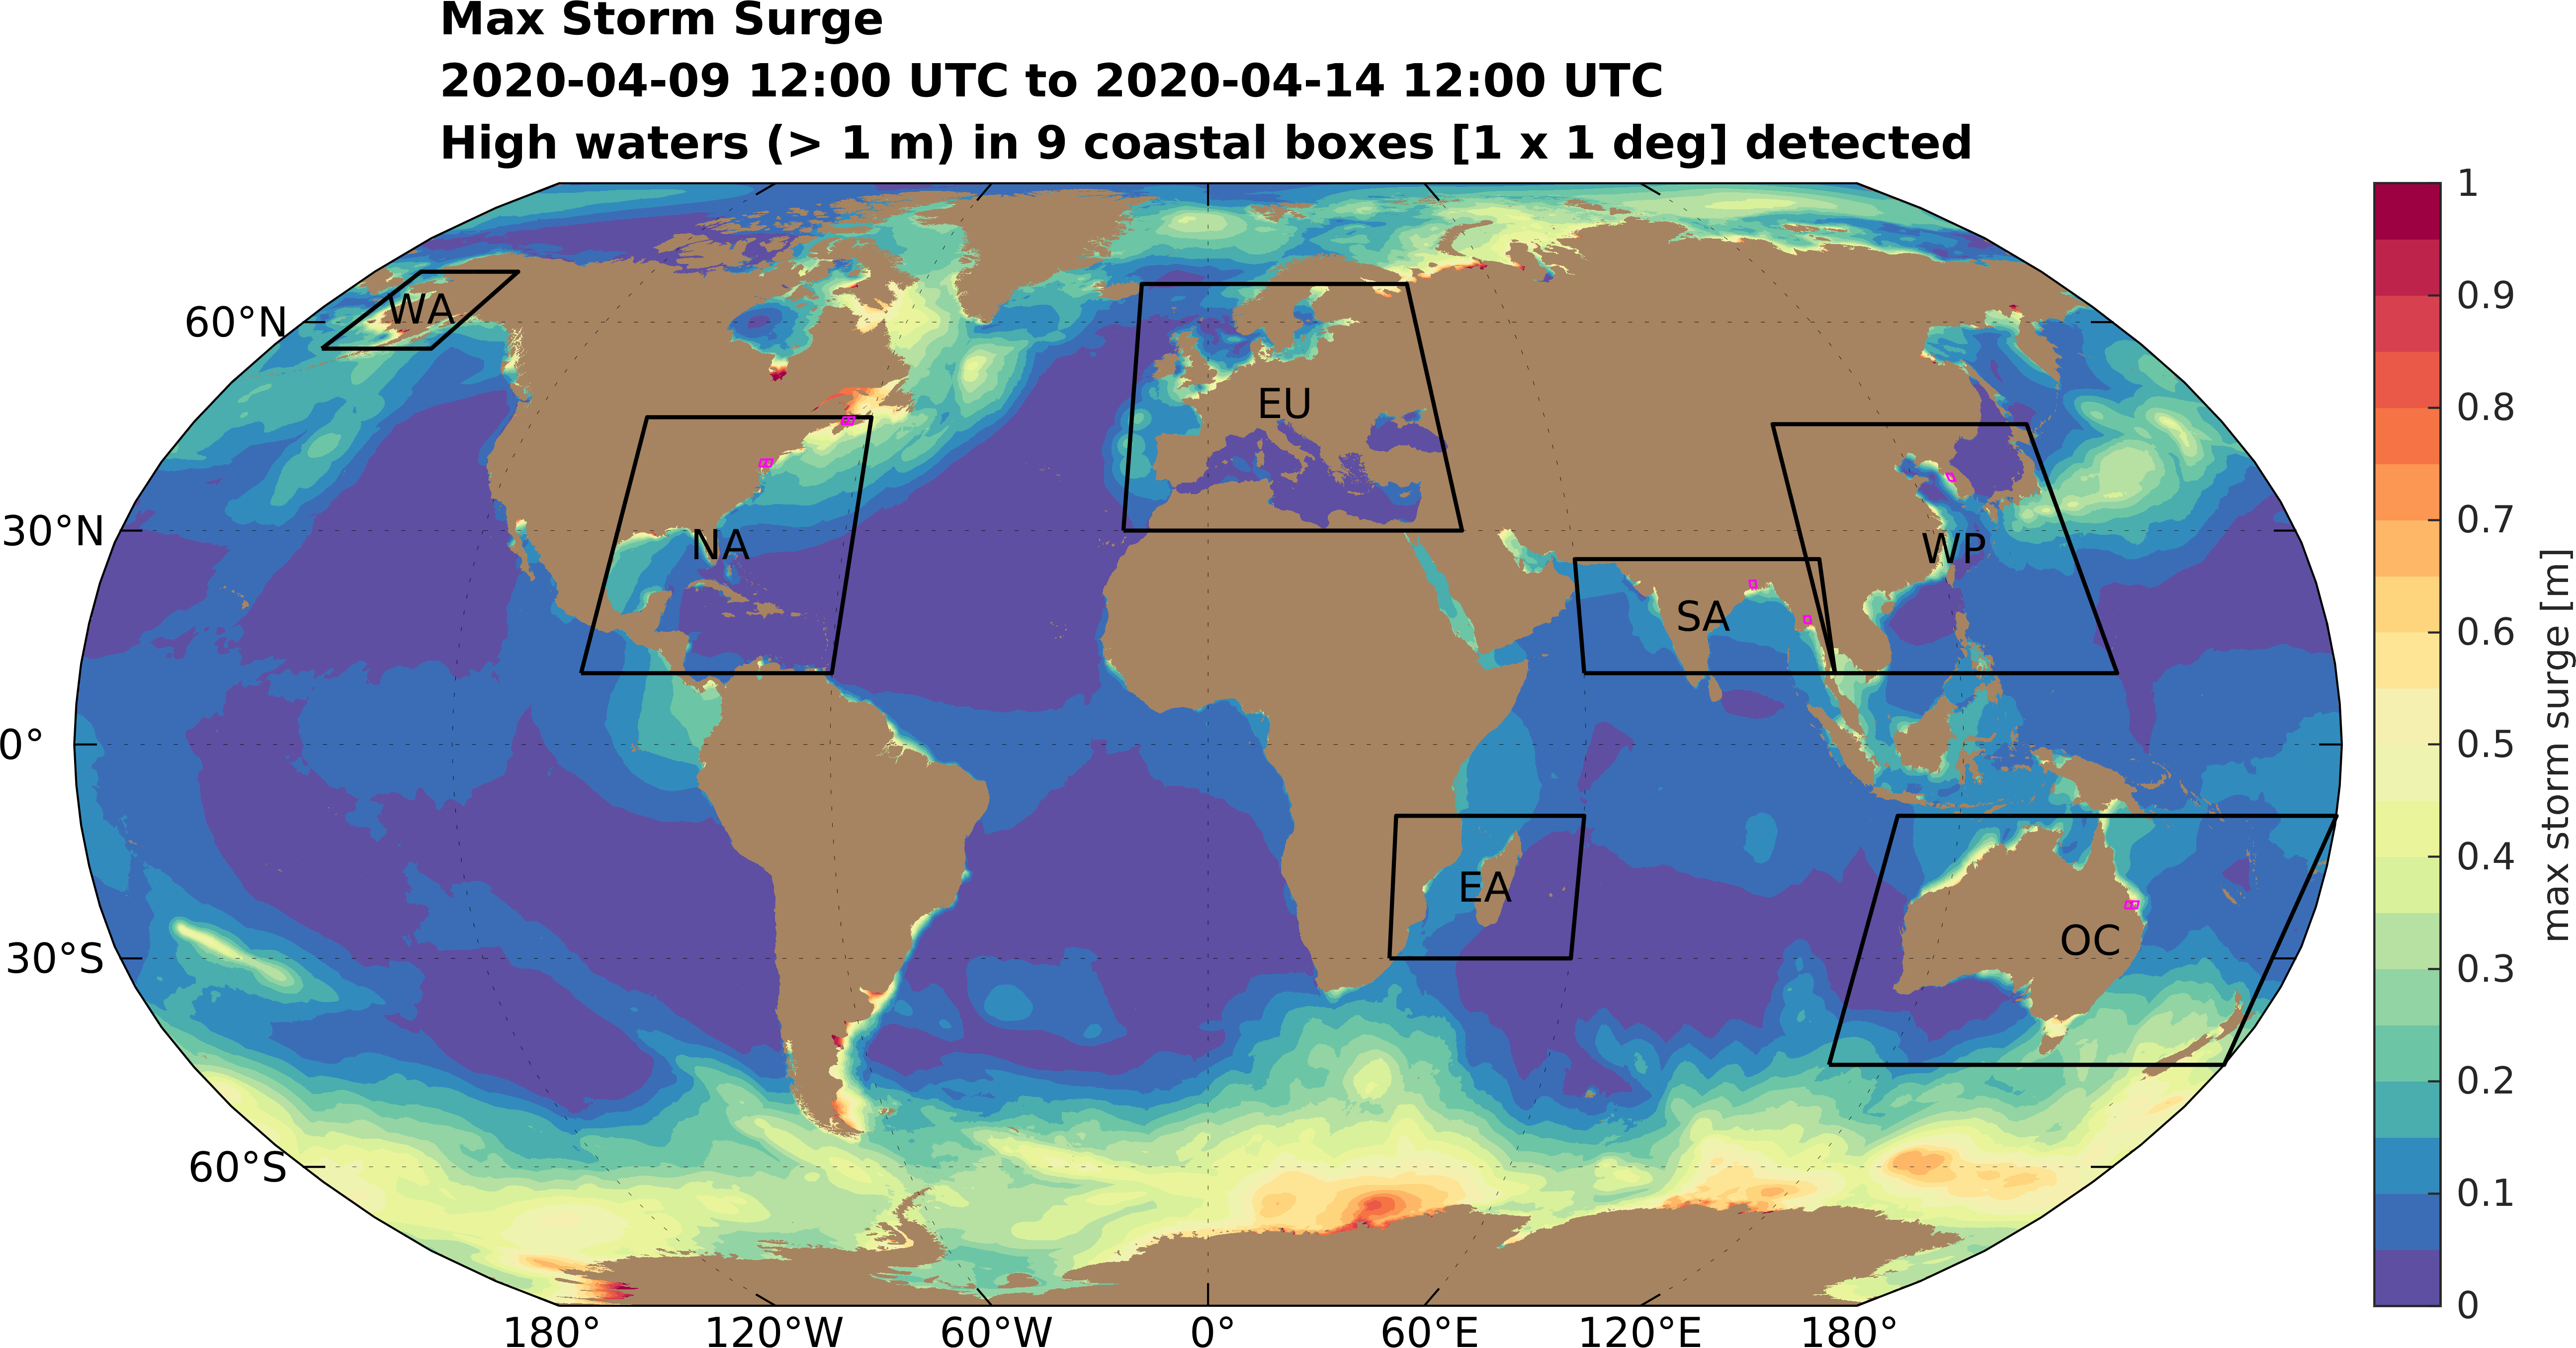 Max Storm Surge
2020-04-09 12:00 UTC to 2020-04-14 12:00 UTC
High waters (> 1 m) in 9 coastal boxes [1 x 1 deg] detected
60°N
30°N
0°
30°S
60°S
WA
NA
EU
SA
WP
EA
OC
180°
120°W
60°W
0°
60°E
120°E
180°
1
0.9
0.8
0.7
0.6
0.5
0.4
0.3
0.2
0.1
0
max storm surge [m]